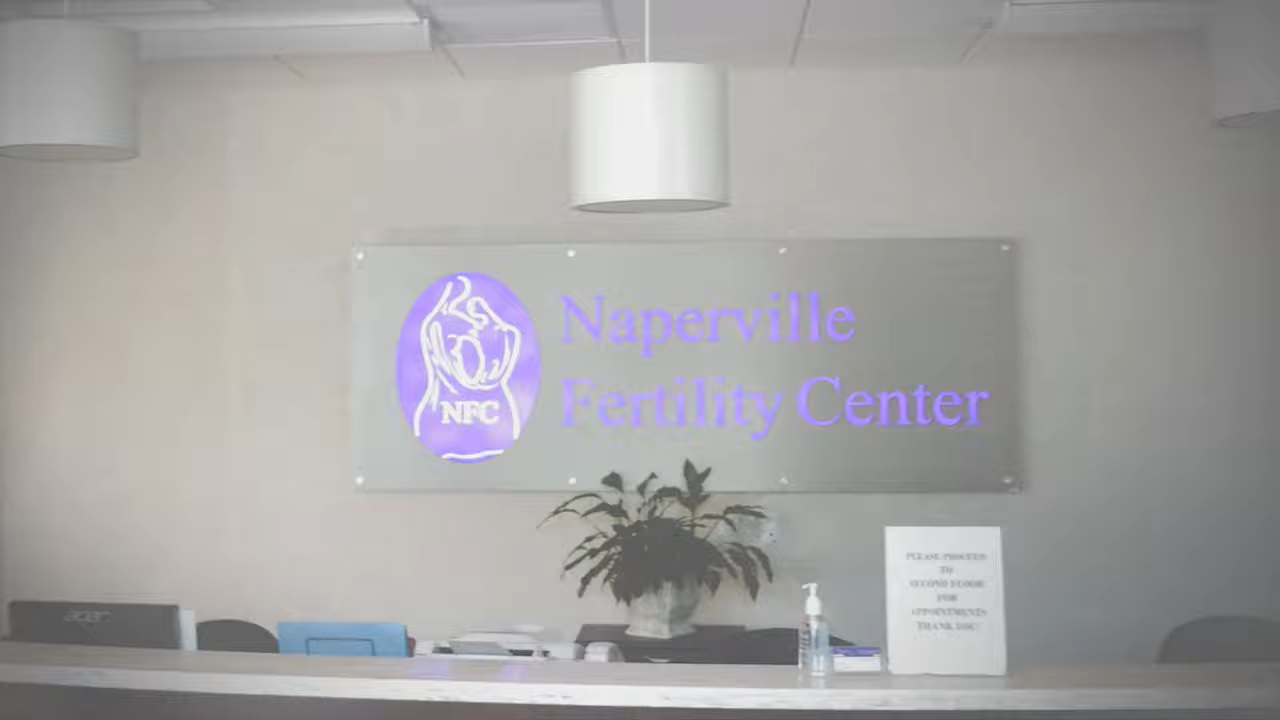 NFC
Naperville
Fertility Center
acer
PLEASE PROCEED
TO
SECOND FLOOR
FOR
APPOINTMENTS
THANK YOU!